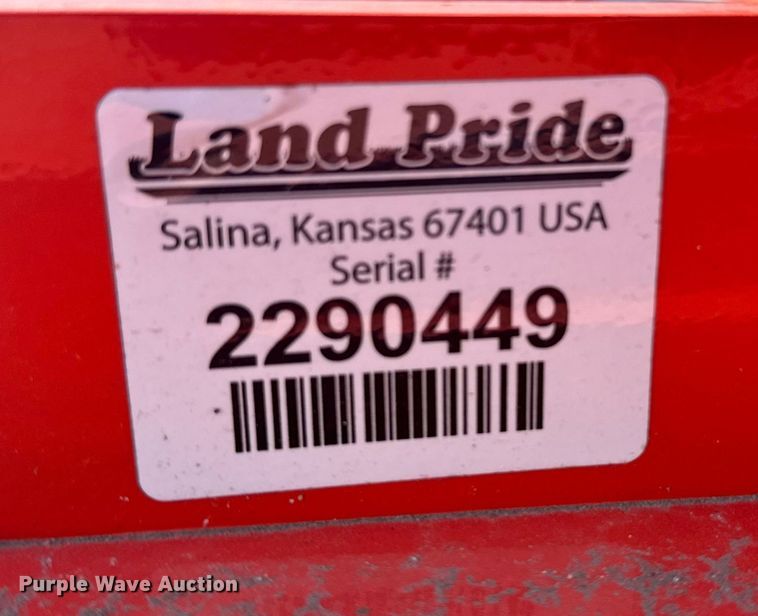 Land Pride
Salina, Kansas 67401 USA
Serial #
2290449
Purple Wave Auction